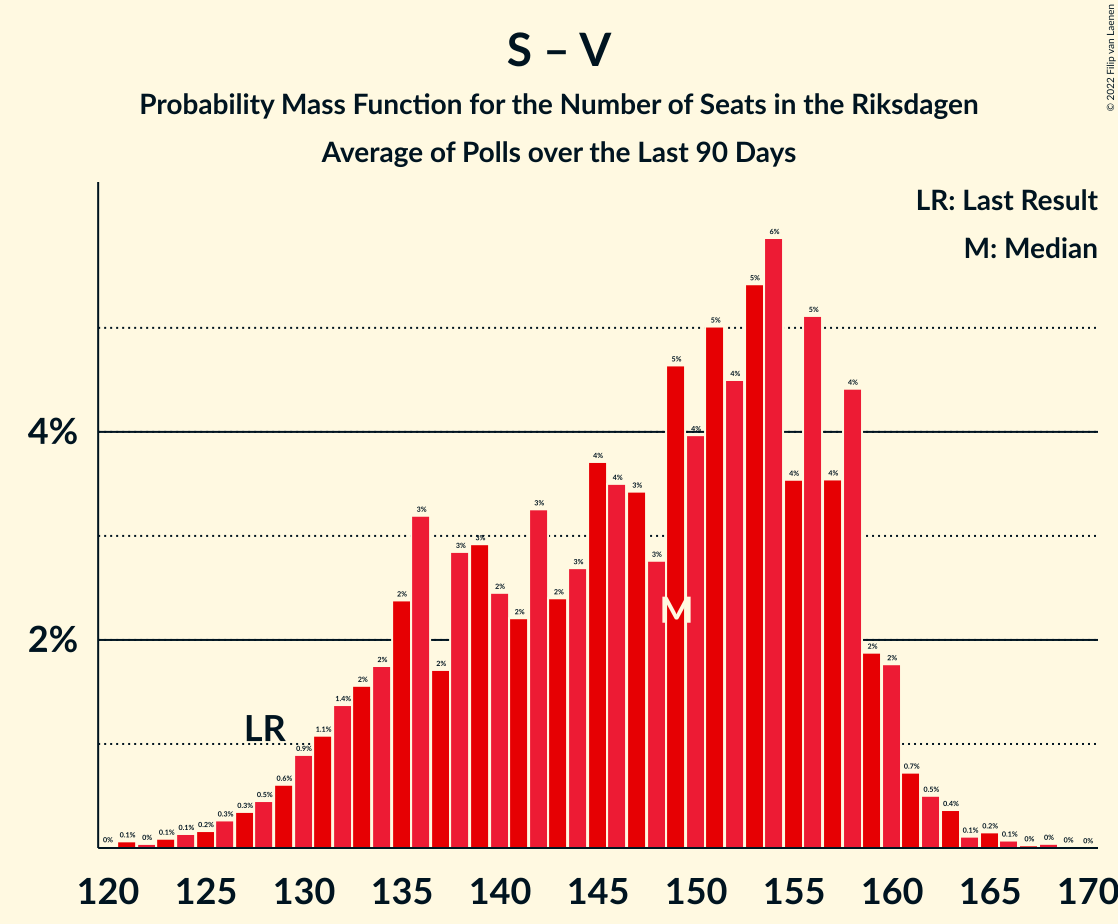 S – V
Probability Mass Function for the Number of Seats in the Riksdagen
Average of Polls over the Last 90 Days
© 2022 Filip van Laenen
LR: Last Result
M: Median
4%
2%
LR
M
0% 0.1% 0% 0.1% 0.1% 0.2% 0.3% 0.3% 0.5% 0.6% 0.9% 1.1% 1.4% 2% 2% 2% 3% 2% 3% 3% 2% 2% 3% 2% 3% 4% 4% 3% 3% 5% 4% 5% 4% 5% 6% 4% 5% 4% 4% 2% 2% 0.7% 0.5% 0.4% 0.1% 0.2% 0.1% 0% 0% 0% 0%
120 125 130 135 140 145 150 155 160 165 170